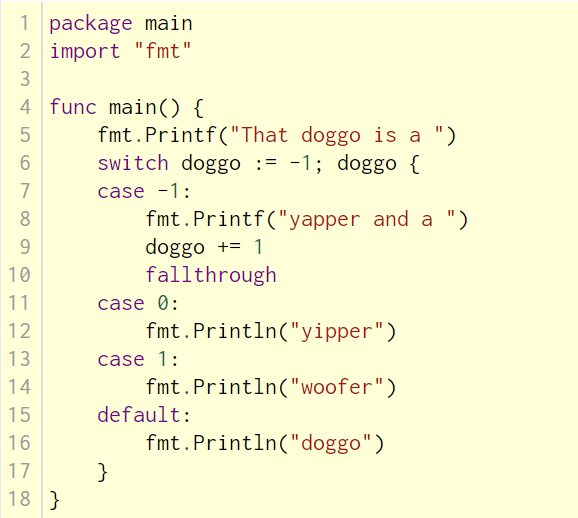 1 package main
2 import "fmt"
3
4 func main() {
5     fmt.Printf("That doggo is a ")
6     switch doggo := -1; doggo {
7     case -1:
8         fmt.Printf("yapper and a ")
9         doggo += 1
10         fallthrough
11     case 0:
12         fmt.Println("yipper")
13     case 1:
14         fmt.Println("woofer")
15     default:
16         fmt.Println("doggo")
17     }
18 }